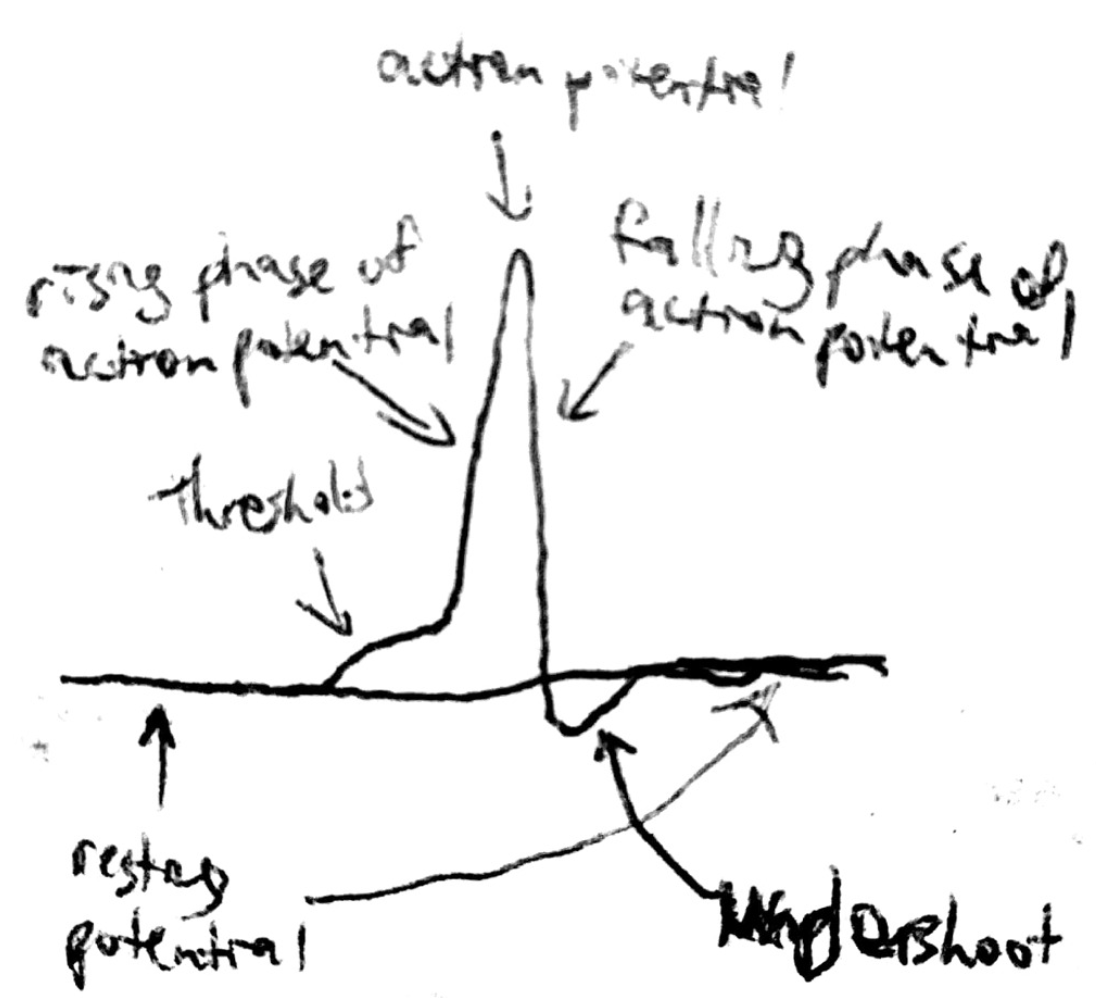 action potential
rising phase of
action potential
falling phase of
action potential
Threshold
resting
potential
Undershoot